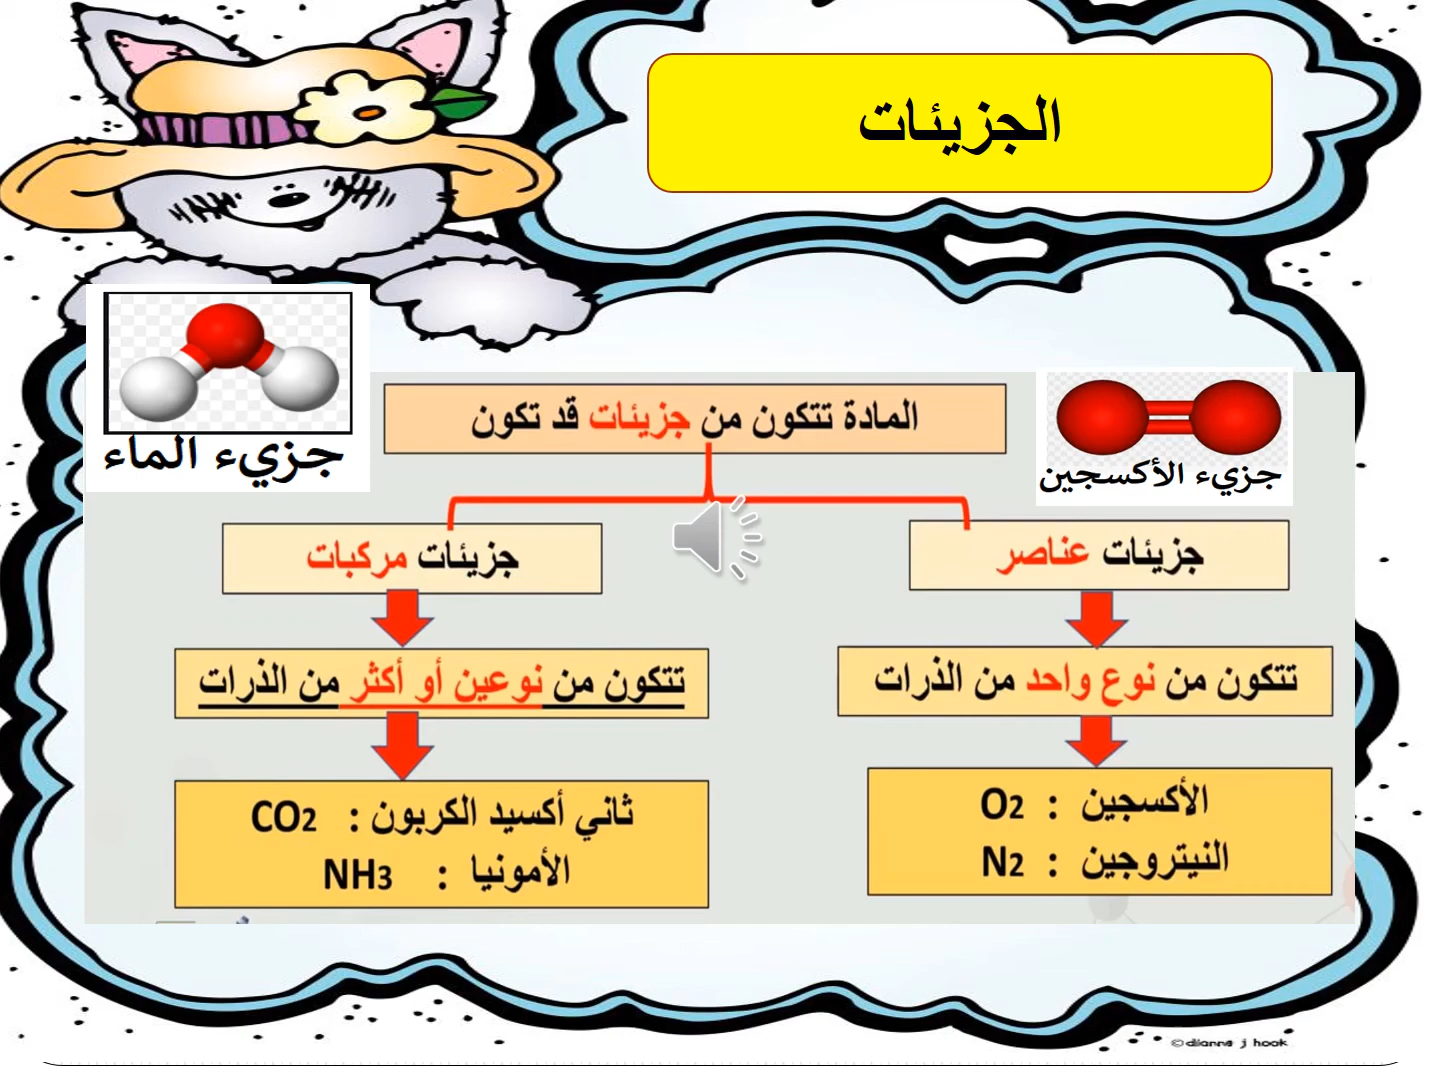 الجزيئات
جزيء الماء
جزيء الأكسجين
المادة تتكون من جزيئات قد تكون
جزيئات عناصر
جزيئات مركبات
تتكون من نوع واحد من الذرات
تتكون من نوعين أو أكثر من الذرات
الأكسجين : O2
النيتروجين : N2
ثاني أكسيد الكربون : CO2
الأمونيا : NH3
©dianne j hook